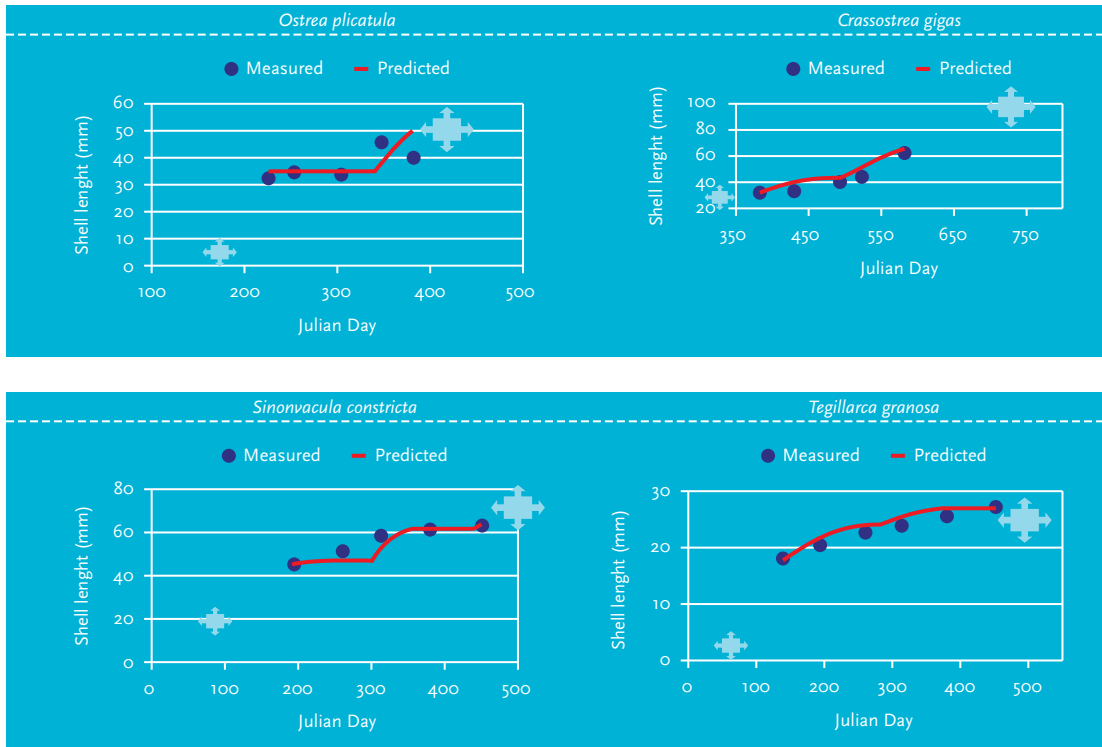 Ostrea plicatula
Measured Predicted
Shell lenght (mm)
60
50
40
30
20
10
0
100 200 300 400 500
Julian Day
Crassostrea gigas
Measured Predicted
Shell lenght (mm)
100
80
60
40
20
350 450 550 650 750
Julian Day
Sinonvacula constricta
Measured Predicted
Shell lenght (mm)
80
60
40
20
0
0 100 200 300 400 500
Julian Day
Tegillarca granosa
Measured Predicted
Shell lenght (mm)
30
20
10
0
0 100 200 300 400 500
Julian Day